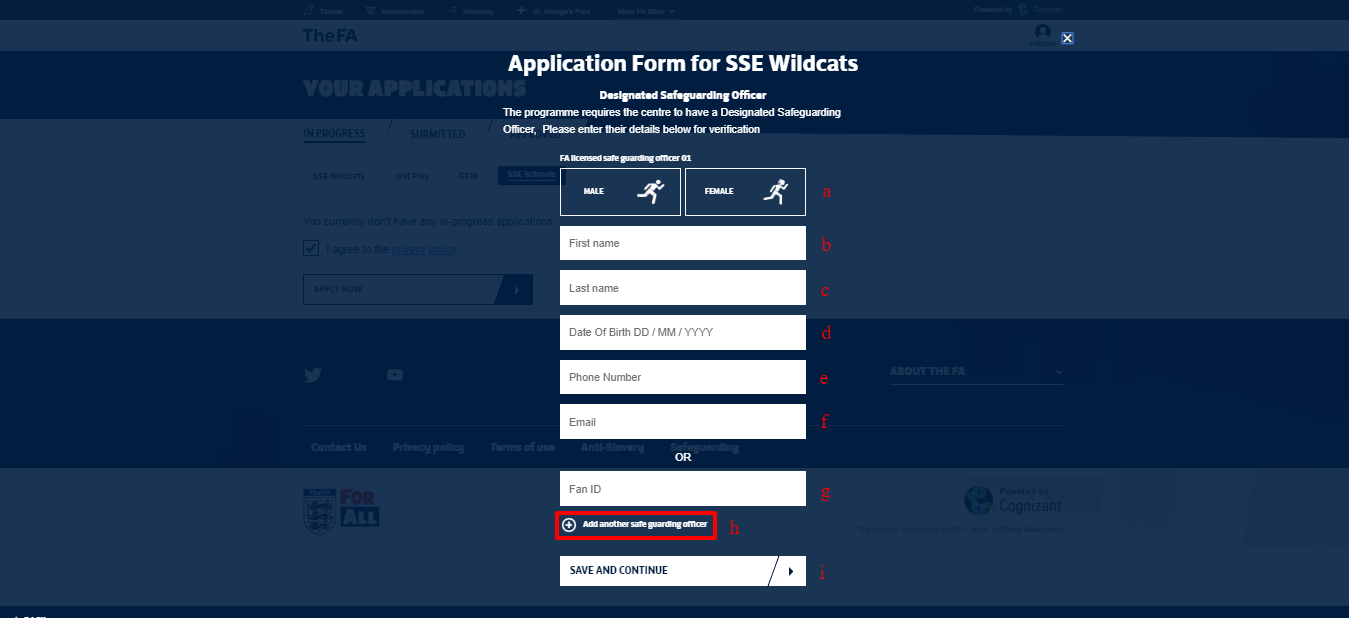 Tickets Merchandise Wembley St. George's Park More FA Sites Powered by Cognizant
TheFA
Application Form for SSE Wildcats
YOUR APPLICATIONS
Designated Safeguarding Officer
The programme requires the centre to have a Designated Safeguarding
Officer, Please enter their details below for verification
IN PROGRESS SUBMITTED APPROVED
FA licensed safe guarding officer 01
SSE Wildcats Just Play GFW SSE Schools
MALE FEMALE a
You currently don't have any in-progress applications
First name b
I agree to the privacy policy
Last name c
APPLY NOW
Date Of Birth DD / MM / YYYY d
ABOUT THE FA
Phone Number e
Email f
Contact Us Privacy policy Terms of use Anti-Slavery Safeguarding
OR
Fan ID g
TheFA FOR ALL
Powered by Cognizant
Add another safe guarding officer h
SAVE AND CONTINUE i